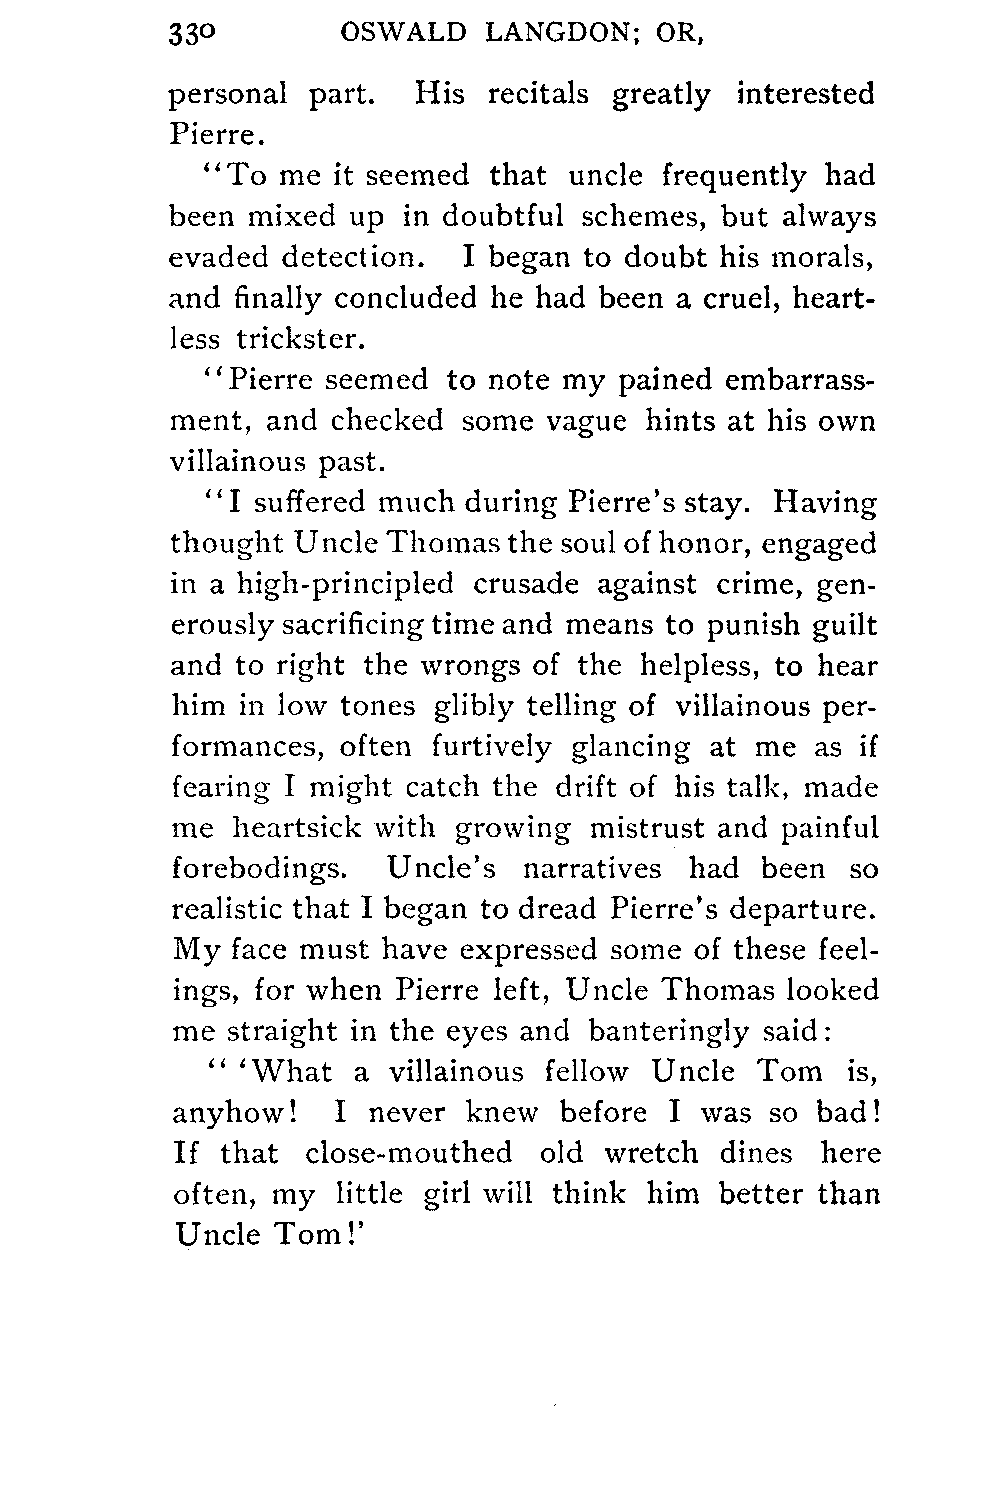 330 OSWALD LANGDON; OR,
personal part. His recitals greatly interested
Pierre.
“To me it seemed that uncle frequently had
been mixed up in doubtful schemes, but always
evaded detection. I began to doubt his morals,
and finally concluded he had been a cruel, heart-
less trickster.
“Pierre seemed to note my pained embarrass-
ment, and checked some vague hints at his own
villainous past.
“I suffered much during Pierre's stay. Having
thought Uncle Thomas the soul of honor, engaged
in a high-principled crusade against crime, gen-
erously sacrificing time and means to punish guilt
and to right the wrongs of the helpless, to hear
him in low tones glibly telling of villainous per-
formances, often furtively glancing at me as if
fearing I might catch the drift of his talk, made
me heartsick with growing mistrust and painful
forebodings. Uncle's narratives had been so
realistic that I began to dread Pierre's departure.
My face must have expressed some of these feel-
ings, for when Pierre left, Uncle Thomas looked
me straight in the eyes and banteringly said:
“ ‘What a villainous fellow Uncle Tom is,
anyhow! I never knew before I was so bad!
If that close-mouthed old wretch dines here
often, my little girl will think him better than
Uncle Tom!’